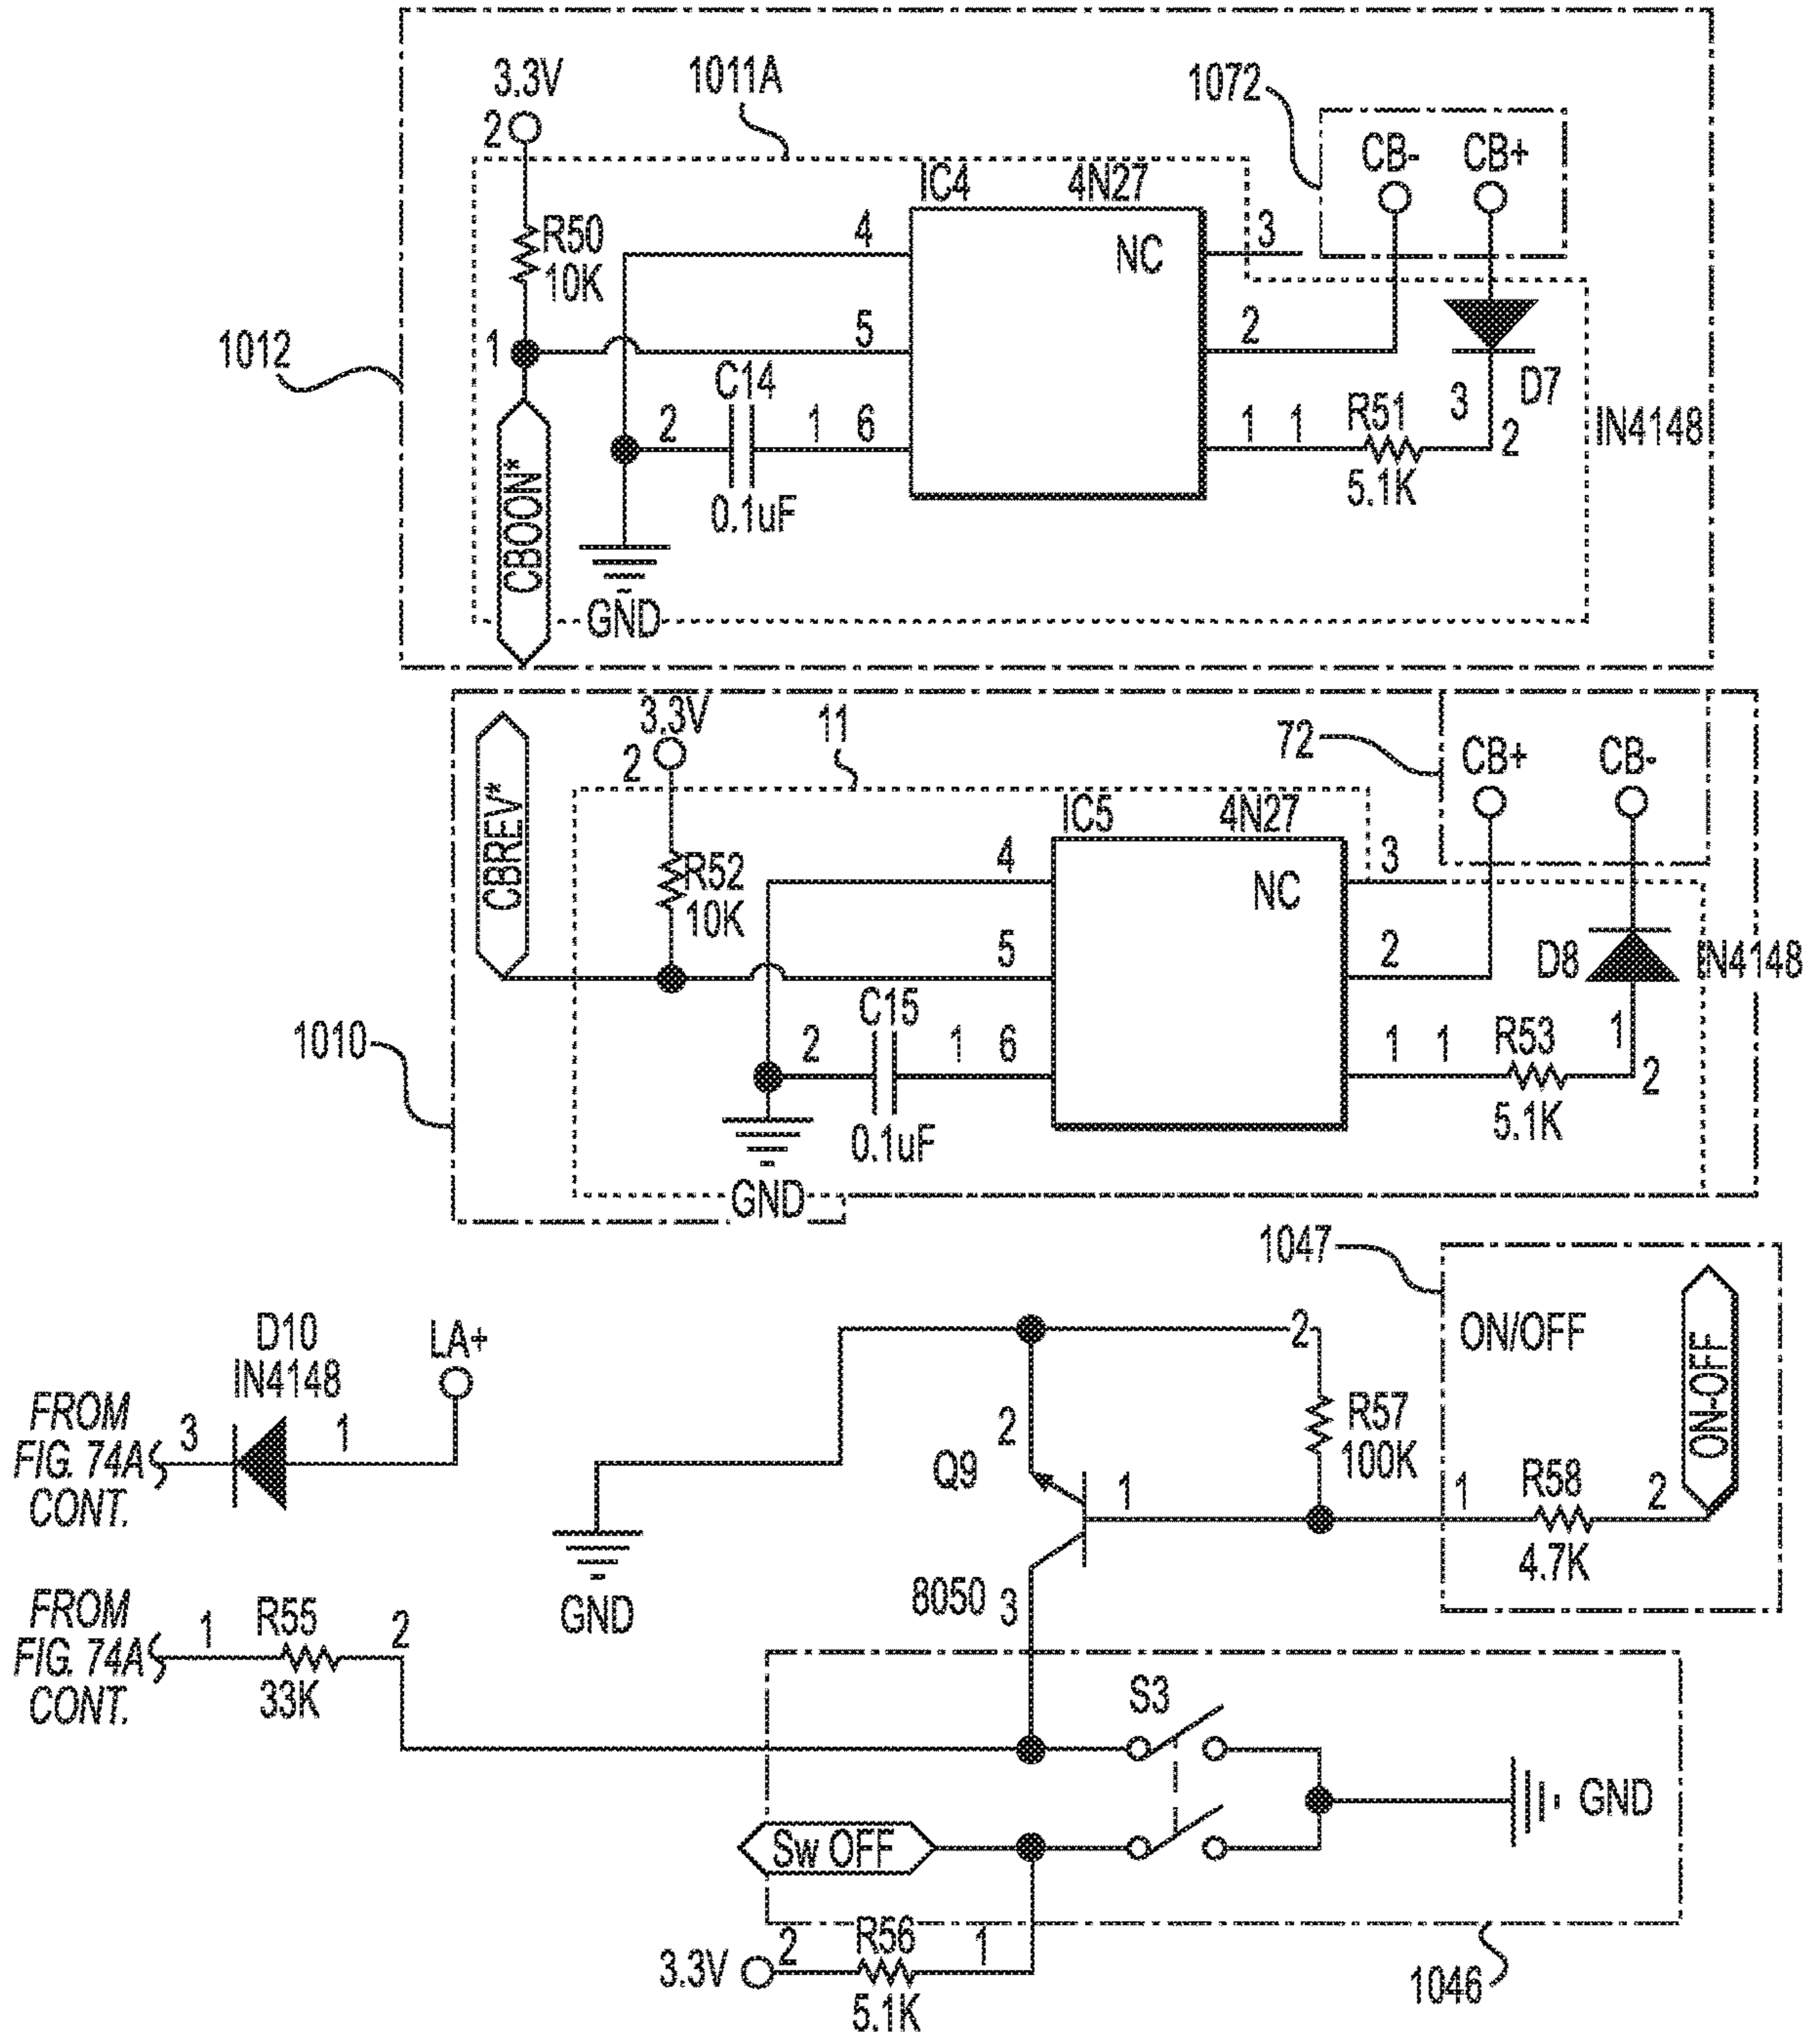 3.3V
1011A
1072
2
CB-
CB+
IC4
4N27
R50
10K
4
NC
3
1012
1
5
2
C14
D7
2
1
6
1
1
R51
3
2
IN4148
0.1uF
5.1K
CBOON*
GND
3.3V
11
72
2
CB+
CB-
CBREV*
IC5
4N27
R52
10K
4
NC
3
5
2
D8
IN4148
C15
1010
2
1
6
1
1
R53
1
2
0.1uF
5.1K
GND
1047
D10
IN4148
LA+
2
ON/OFF
ON-OFF
FROM
FIG. 74A
CONT.
3
1
2
R57
100K
Q9
1
1
R58
2
4.7K
GND
8050
3
FROM
FIG. 74A
CONT.
1
R55
2
33K
S3
GND
Sw OFF
3.3V
2
R56
1
5.1K
1046